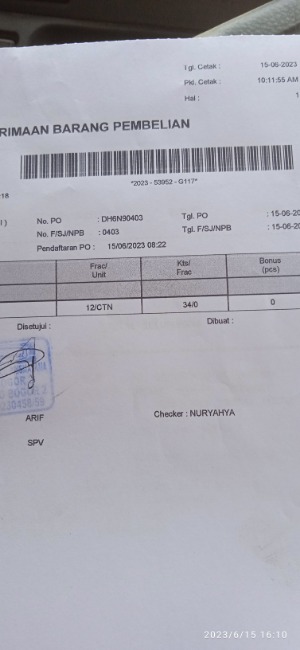 Tgl. Cetak : 15-06-2023
Pkl. Cetak : 10:11:55 AM
Hal : 1
RIMAAN BARANG PEMBELIAN
*2023 - 53952 - G117*
:18
No. PO : DH6N90403 Tgl. PO : 15-06-20
No. F/SJ/NPB : 0403 Tgl. F/SJ/NPB : 15-06-20
Pendaftaran PO : 15/06/2023 08:22
Frac/ Kts/ Bonus
Unit Frac (pcs)
12/CTN 34/0 0
Disetujui : Dibuat :
ARIF Checker : NURYAHYA
SPV
2023/6/15 16:10